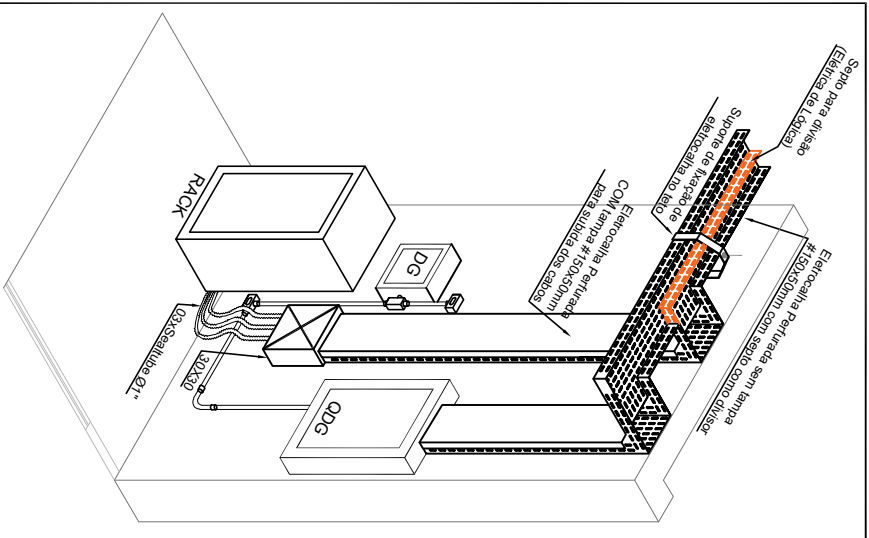 Septo para divisão
(Elétrica de Lógica)
Suporte de fixação de
eletrocalha no teto
Eletrocalha Perfurada sem tampa
#150x50mm com septo como divisor
Eletrocalha Perfurada
COM tampa #150x50mm
para subida dos cabos
RACK
DG
03xSealtube Ø1"
30X30
QDG